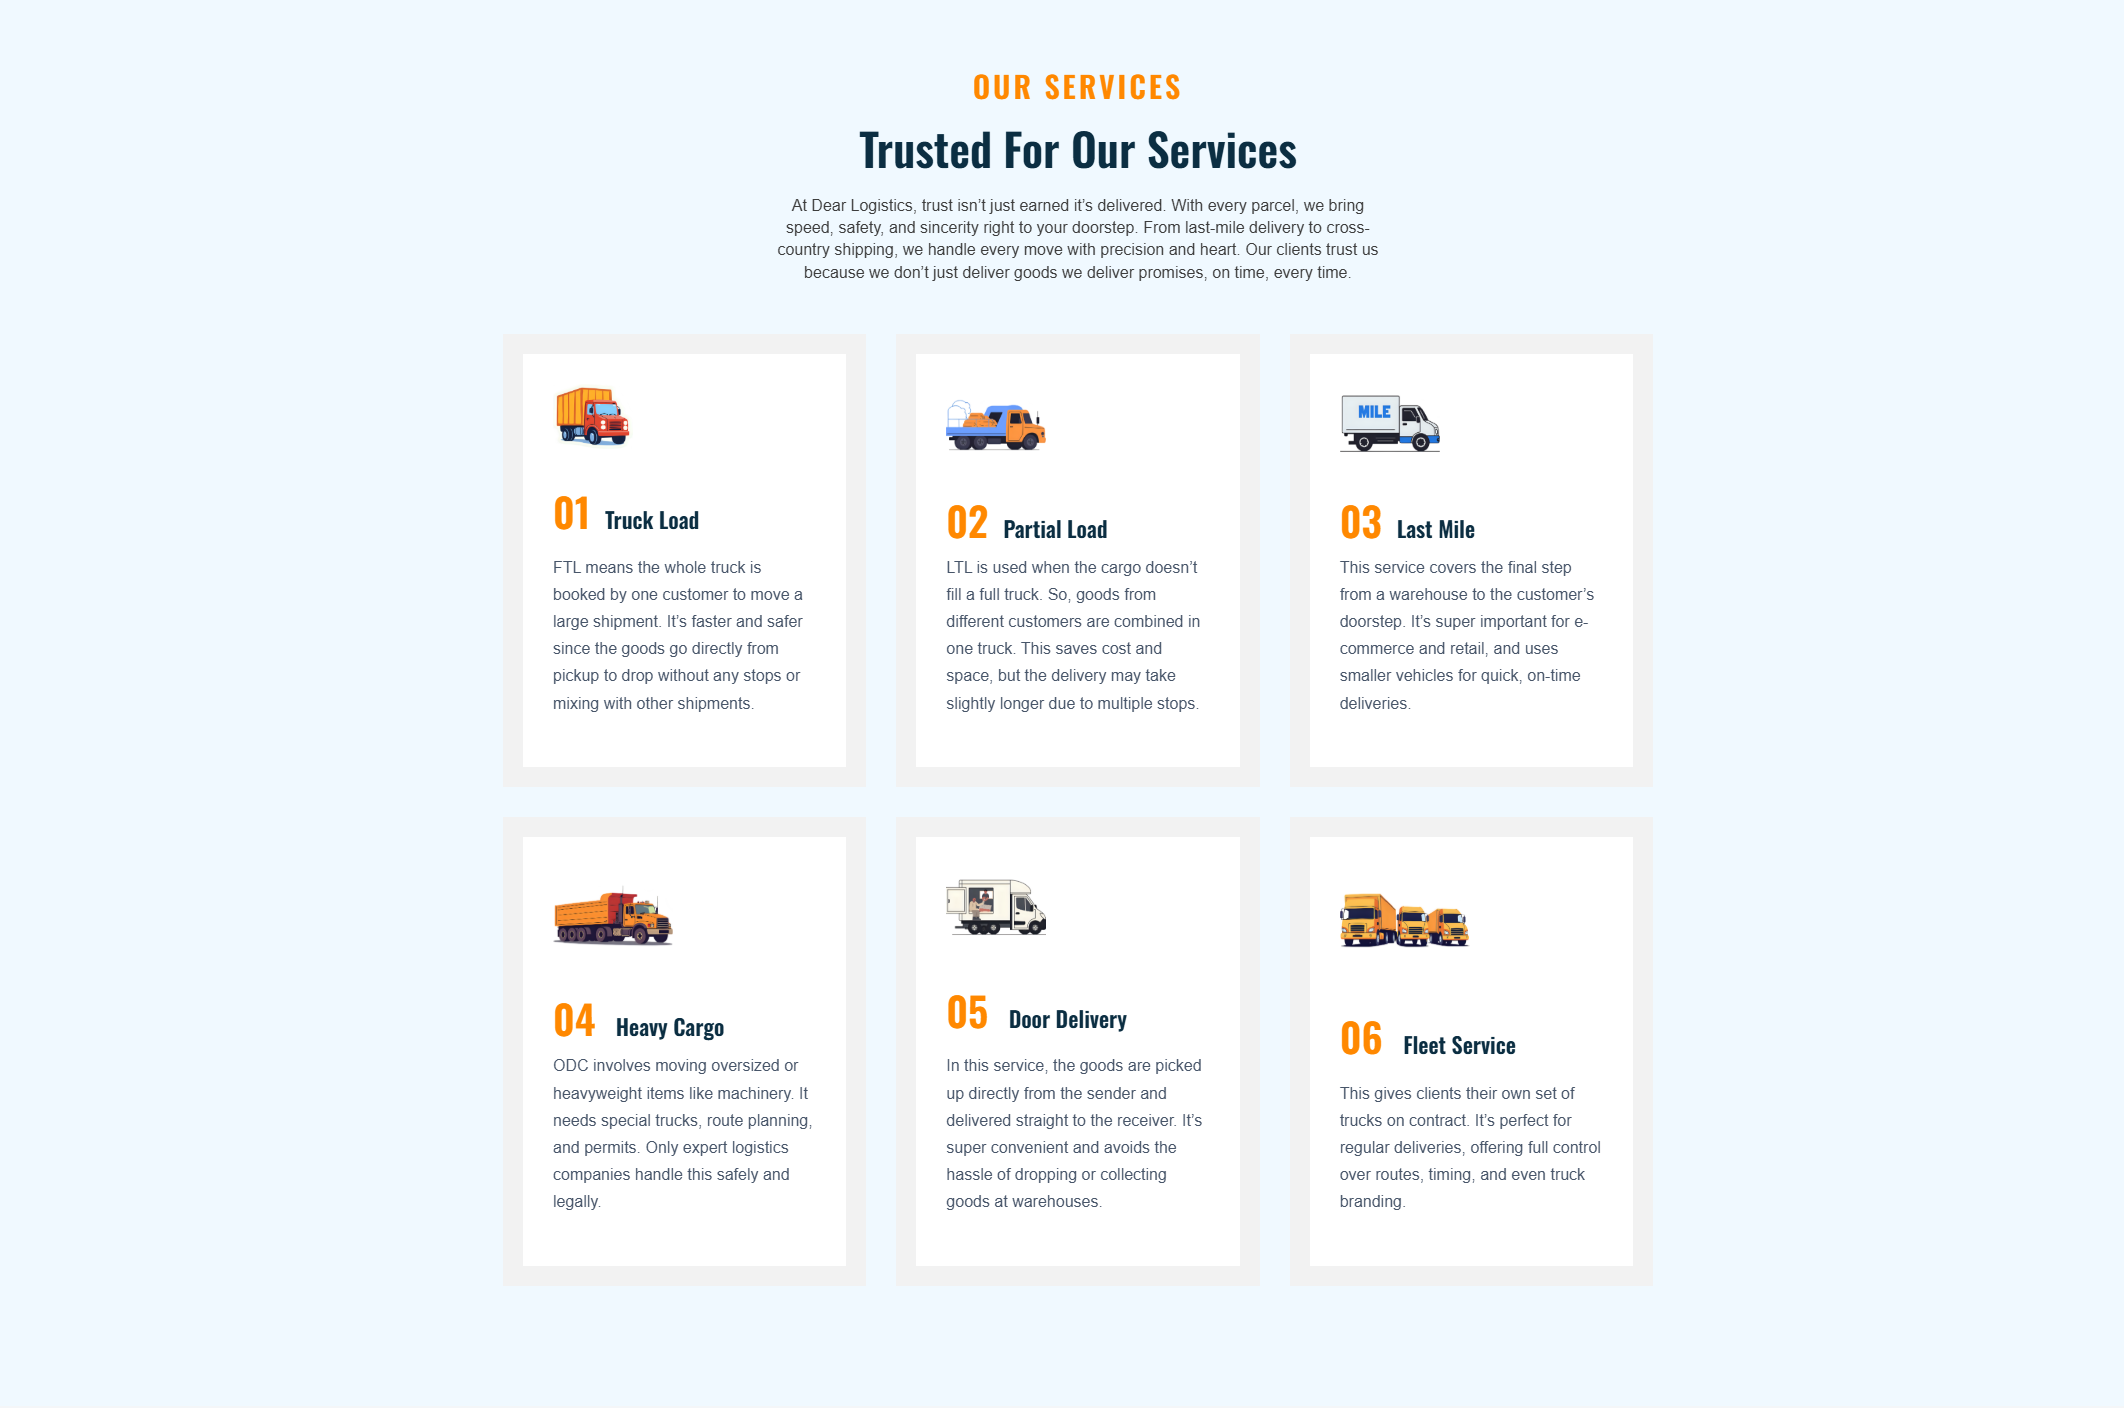 OUR SERVICES
Trusted For Our Services
At Dear Logistics, trust isn’t just earned it’s delivered. With every parcel, we bring
speed, safety, and sincerity right to your doorstep. From last-mile delivery to cross-
country shipping, we handle every move with precision and heart. Our clients trust us
because we don’t just deliver goods we deliver promises, on time, every time.
01 Truck Load
FTL means the whole truck is
booked by one customer to move a
large shipment. It’s faster and safer
since the goods go directly from
pickup to drop without any stops or
mixing with other shipments.
02 Partial Load
LTL is used when the cargo doesn’t
fill a full truck. So, goods from
different customers are combined in
one truck. This saves cost and
space, but the delivery may take
slightly longer due to multiple stops.
MILE
03 Last Mile
This service covers the final step
from a warehouse to the customer’s
doorstep. It’s super important for e-
commerce and retail, and uses
smaller vehicles for quick, on-time
deliveries.
04 Heavy Cargo
ODC involves moving oversized or
heavyweight items like machinery. It
needs special trucks, route planning,
and permits. Only expert logistics
companies handle this safely and
legally.
05 Door Delivery
In this service, the goods are picked
up directly from the sender and
delivered straight to the receiver. It’s
super convenient and avoids the
hassle of dropping or collecting
goods at warehouses.
06 Fleet Service
This gives clients their own set of
trucks on contract. It’s perfect for
regular deliveries, offering full control
over routes, timing, and even truck
branding.